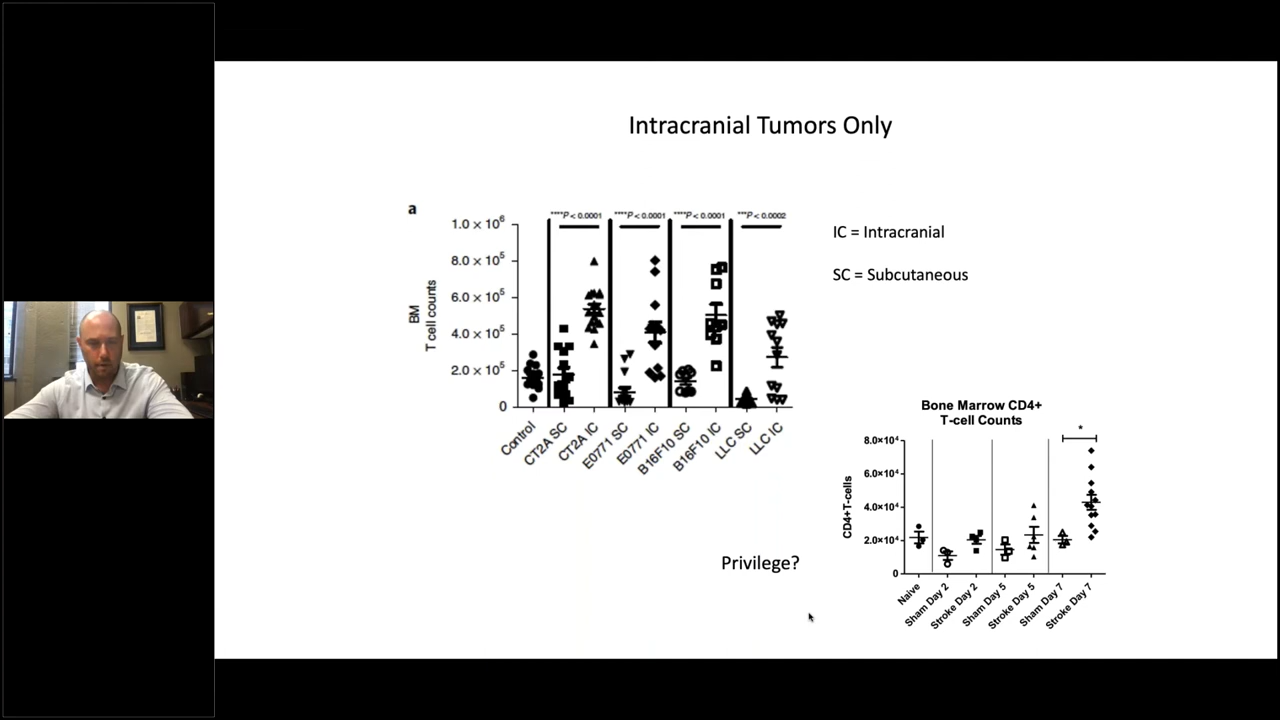 Intracranial Tumors Only
a
****P < 0.0001 ****P < 0.0001 ****P < 0.0001 ***P < 0.0002
BM
T cell counts
1.0 × 10⁶
8.0 × 10⁵
6.0 × 10⁵
4.0 × 10⁵
2.0 × 10⁵
0
Control
CT2A SC
CT2A IC
E0771 SC
E0771 IC
B16F10 SC
B16F10 IC
LLC SC
LLC IC
IC = Intracranial
SC = Subcutaneous
Bone Marrow CD4+
T-cell Counts
*
CD4+T-cells
8.0×10⁴
6.0×10⁴
4.0×10⁴
2.0×10⁴
0
Naive
Sham Day 2
Stroke Day 2
Sham Day 5
Stroke Day 5
Sham Day 7
Stroke Day 7
Privilege?